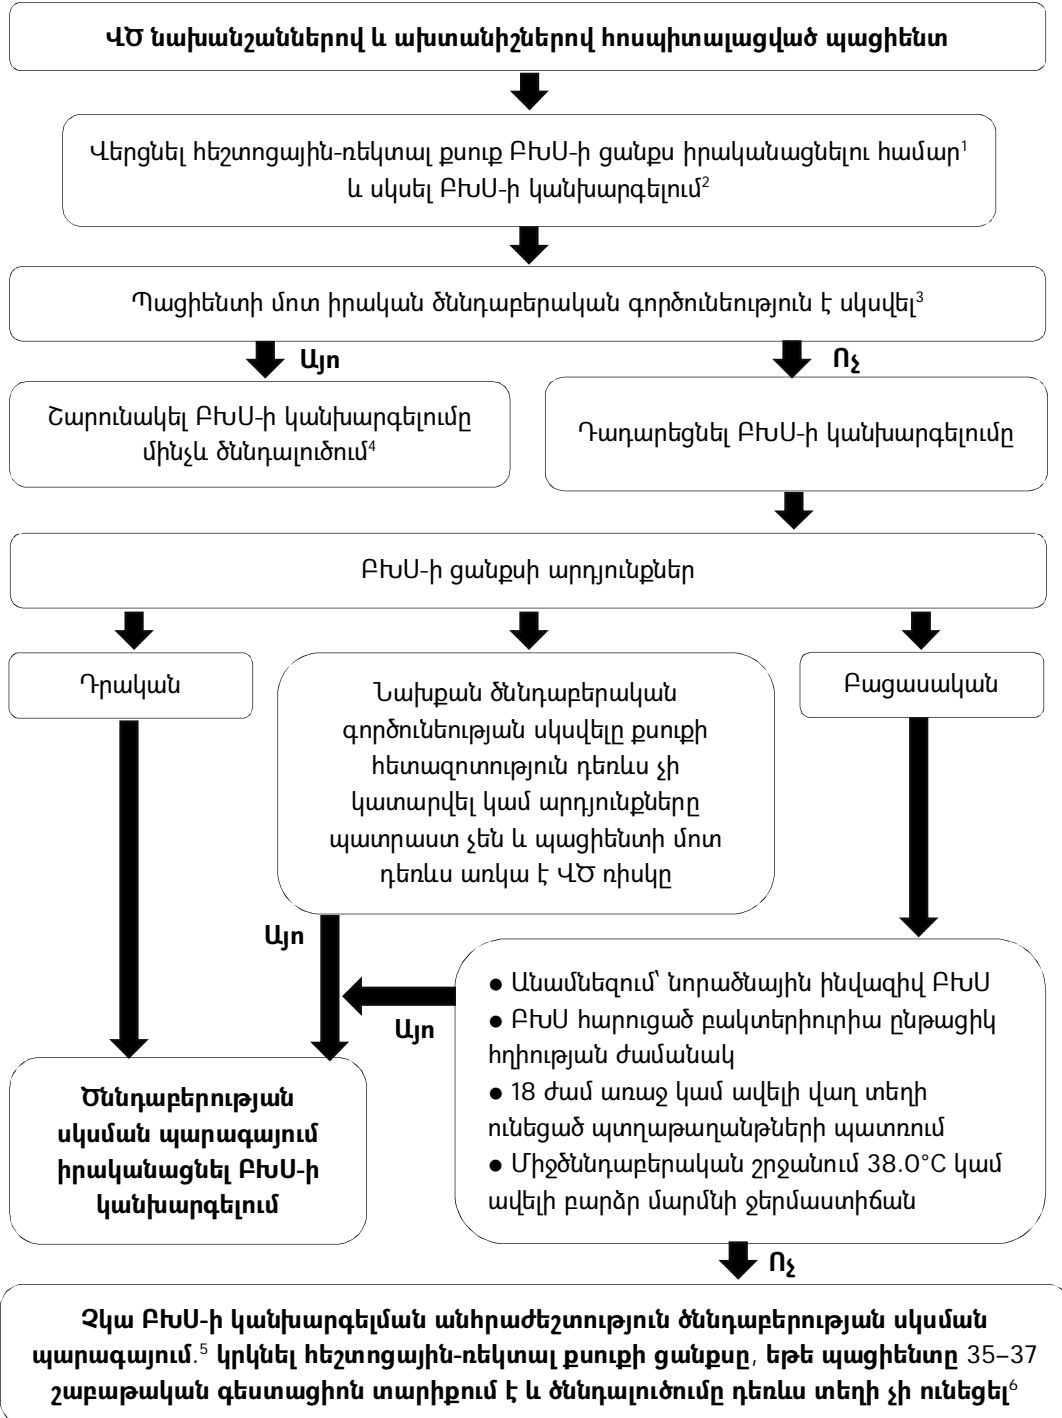 ՎԾ նախանշաններով և ախտանիշներով հոսպիտալացված պացիենտ
Վերցնել հեշտոցային-ռեկտալ քսուք ԲԽՍ-ի ցանքս իրականացնելու համար¹
և սկսել ԲԽՍ-ի կանխարգելում²
Պացիենտի մոտ իրական ծննդաբերական գործունեություն է սկսվել³
Այո
Ոչ
Շարունակել ԲԽՍ-ի կանխարգելումը
մինչև ծննդալուծում⁴
Դադարեցնել ԲԽՍ-ի կանխարգելումը
ԲԽՍ-ի ցանքսի արդյունքներ
Դրական
Նախքան ծննդաբերական
գործունեության սկսվելը քսուքի
հետազոտություն դեռևս չի
կատարվել կամ արդյունքները
պատրաստ չեն և պացիենտի մոտ
դեռևս առկա է ՎԾ ռիսկը
Բացասական
Այո
● Անամնեզում՝ նորածնային ինվազիվ ԲԽՍ
● ԲԽՍ հարուցած բակտերիուրիա ընթացիկ
հղիության ժամանակ
● 18 ժամ առաջ կամ ավելի վաղ տեղի
ունեցած պտղաթաղանթների պատռում
● Միջծննդաբերական շրջանում 38.0°C կամ
ավելի բարձր մարմնի ջերմաստիճան
Այո
Ծննդաբերության
սկսման պարագայում
իրականացնել ԲԽՍ-ի
կանխարգելում
Ոչ
Չկա ԲԽՍ-ի կանխարգելման անհրաժեշտություն ծննդաբերության սկսման
պարագայում.⁵ կրկնել հեշտոցային-ռեկտալ քսուքի ցանքսը, եթե պացիենտը 35–37
շաբաթական գեստացիոն տարիքում է և ծննդալուծումը դեռևս տեղի չի ունեցել⁶